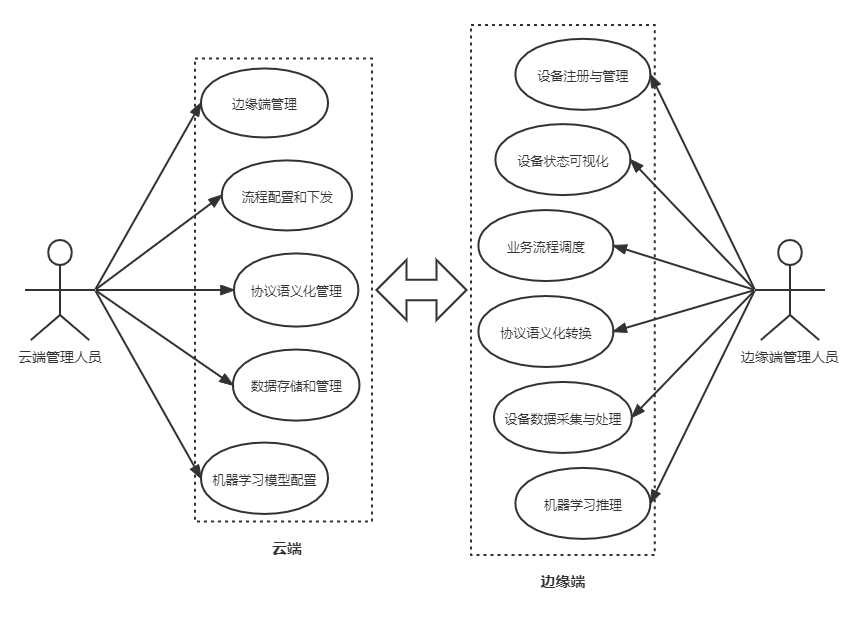 云端管理人员
边缘端管理
流程配置和下发
协议语义化管理
数据存储和管理
机器学习模型配置
云端
设备注册与管理
设备状态可视化
业务流程调度
协议语义化转换
设备数据采集与处理
机器学习推理
边缘端
边缘端管理人员